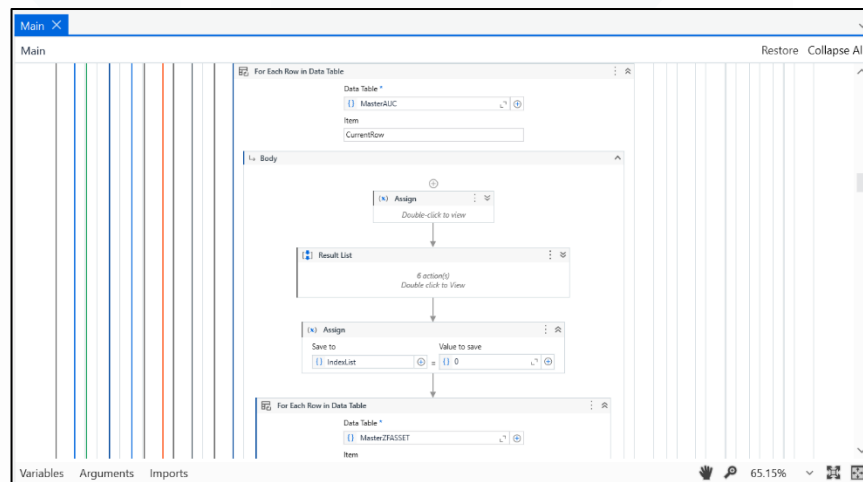 Main
Main Restore Collapse Al
For Each Row in Data Table
Data Table *
MasterAUC
Item
CurrentRow
Body
Assign
Double-click to view
Result List
6 action(s)
Double click to View
Assign
Save to Value to save
IndexList = 0
For Each Row in Data Table
Data Table *
MasterZFASSET
Item
Variables Arguments Imports 65.15%